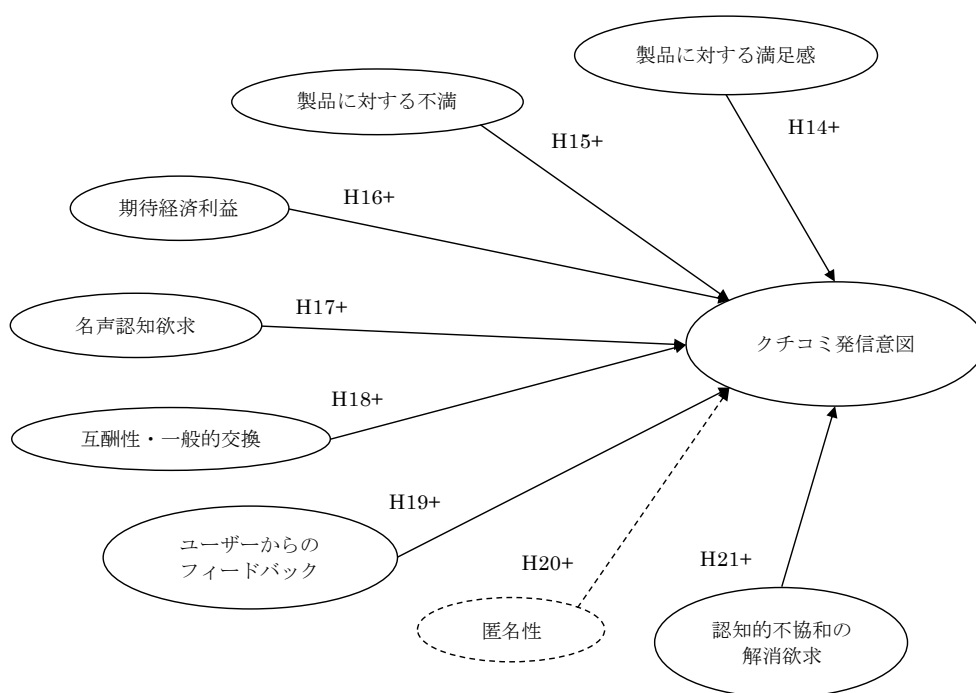 製品に対する満足感
製品に対する不満
H14+
H15+
期待経済利益
H16+
名声認知欲求
H17+
クチコミ発信意図
互酬性・一般的交換
H18+
ユーザーからの
フィードバック
H19+
匿名性
H20+
H21+
認知的不協和の
解消欲求